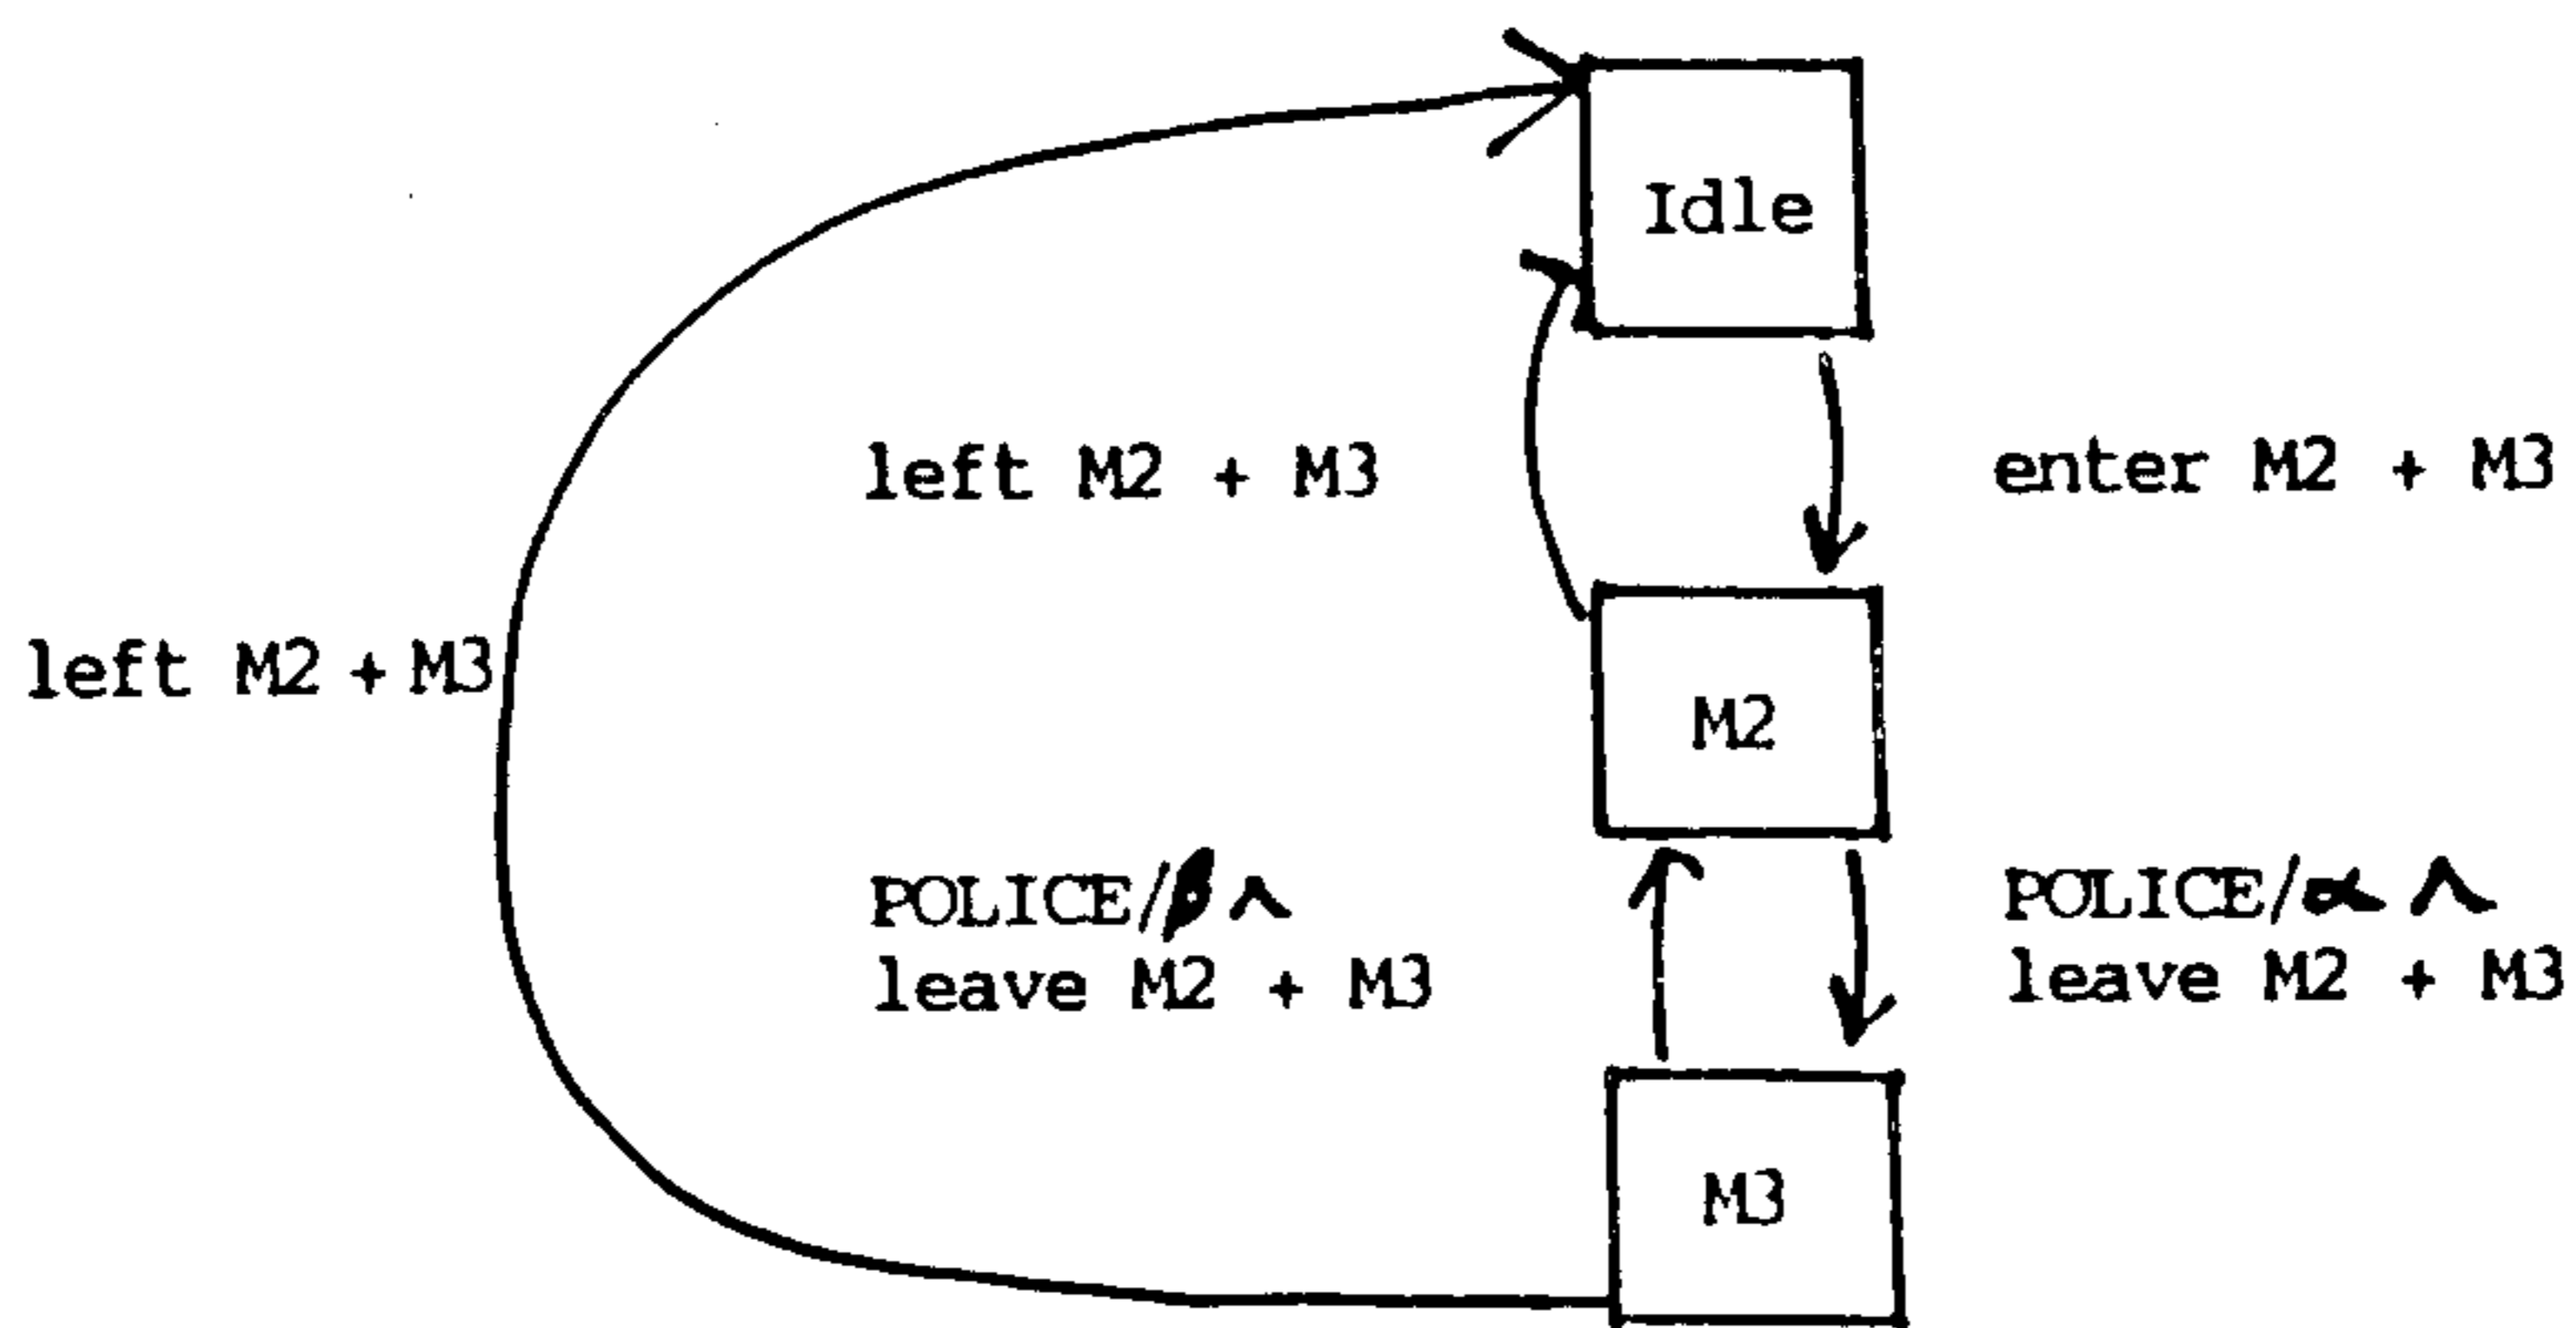 Idle
left M2 + M3
enter M2 + M3
left M2 + M3
M2
POLICE/β ∧
leave M2 + M3
POLICE/α ∧
leave M2 + M3
M3